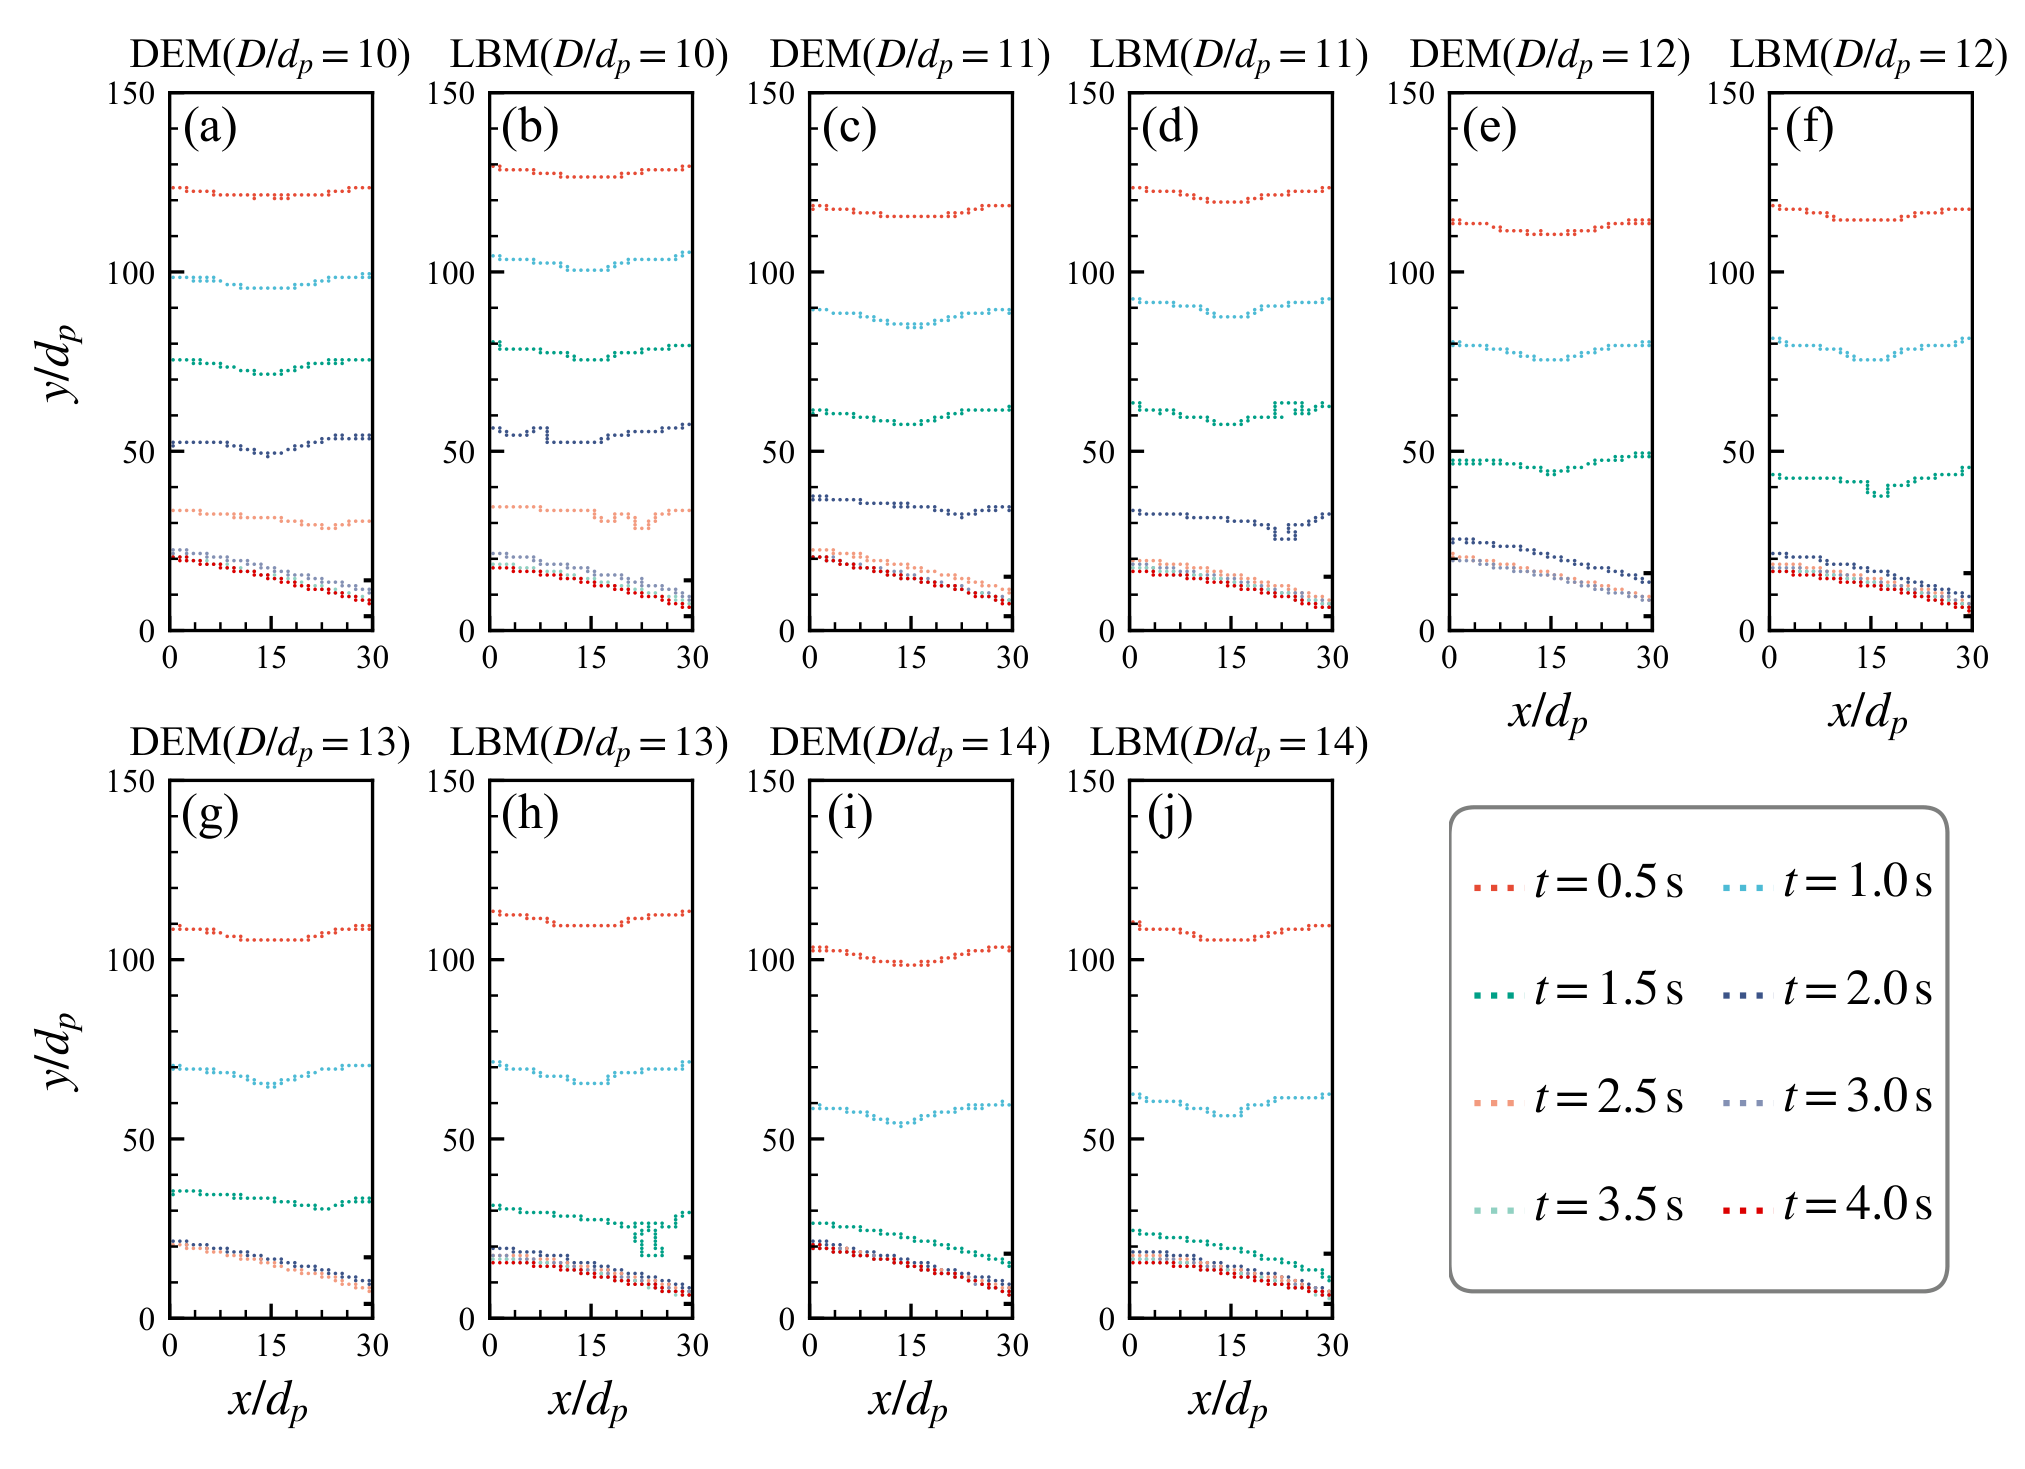 DEM(D/dp = 10) LBM(D/dp = 10) DEM(D/dp = 11) LBM(D/dp = 11) DEM(D/dp = 12) LBM(D/dp = 12)
150 150 150 150 150 150
(a) (b) (c) (d) (e) (f)
100 100 100 100 100 100
y/dp
50 50 50 50 50 50
0 0 0 0 0 0
0 15 30 0 15 30 0 15 30 0 15 30 0 15 30 0 15 30
x/dp x/dp
DEM(D/dp = 13) LBM(D/dp = 13) DEM(D/dp = 14) LBM(D/dp = 14)
150 150 150 150
(g) (h) (i) (j)
100 100 100 100
y/dp
50 50 50 50
0 0 0 0
0 15 30 0 15 30 0 15 30 0 15 30
x/dp x/dp x/dp x/dp
t = 0.5 s t = 1.0 s
t = 1.5 s t = 2.0 s
t = 2.5 s t = 3.0 s
t = 3.5 s t = 4.0 s